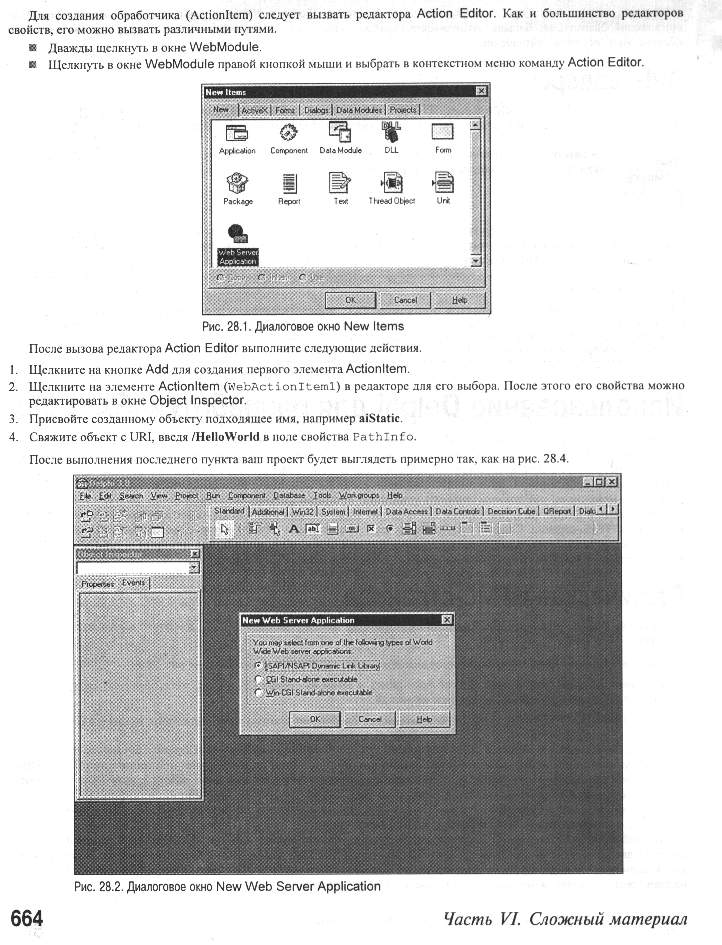 Для создания обработчика (ActionItem) следует вызвать редактора Action Editor. Как и большинство редакторов
свойств, его можно вызвать различными путями.
Дважды щелкнуть в окне WebModule.
Щелкнуть в окне WebModule правой кнопкой мыши и выбрать в контекстном меню команду Action Editor.
New Items
New ActiveX Forms Dialogs Data Modules Projects
Application Component Data Module DLL Form
Package Report Text Thread Object Unit
Web Server
Application
Copy Inherit Use
OK Cancel Help
Рис. 28.1. Диалоговое окно New Items
После вызова редактора Action Editor выполните следующие действия.
1. Щелкните на кнопке Add для создания первого элемента ActionItem.
2. Щелкните на элементе ActionItem (WebActionItem1) в редакторе для его выбора. После этого его свойства можно
редактировать в окне Object Inspector.
3. Присвойте созданному объекту подходящее имя, например aiStatic.
4. Свяжите объект с URI, введя /HelloWorld в поле свойства PathInfo.
После выполнения последнего пункта ваш проект будет выглядеть примерно так, как на рис. 28.4.
Delphi 3.0
File Edit Search View Project Run Component Database Tools Workgroups Help
Standard Additional Win32 System Internet Data Access Data Controls Decision Cube QReport Dialo
Object Inspector
Properties Events
New Web Server Application
You may select from one of the following types of World
Wide Web server applications.
ISAPI/NSAPI Dynamic Link Library
CGI Stand-alone executable
Win-CGI Stand-alone executable
OK Cancel Help
Рис. 28.2. Диалоговое окно New Web Server Application
664 Часть VI. Сложный материал